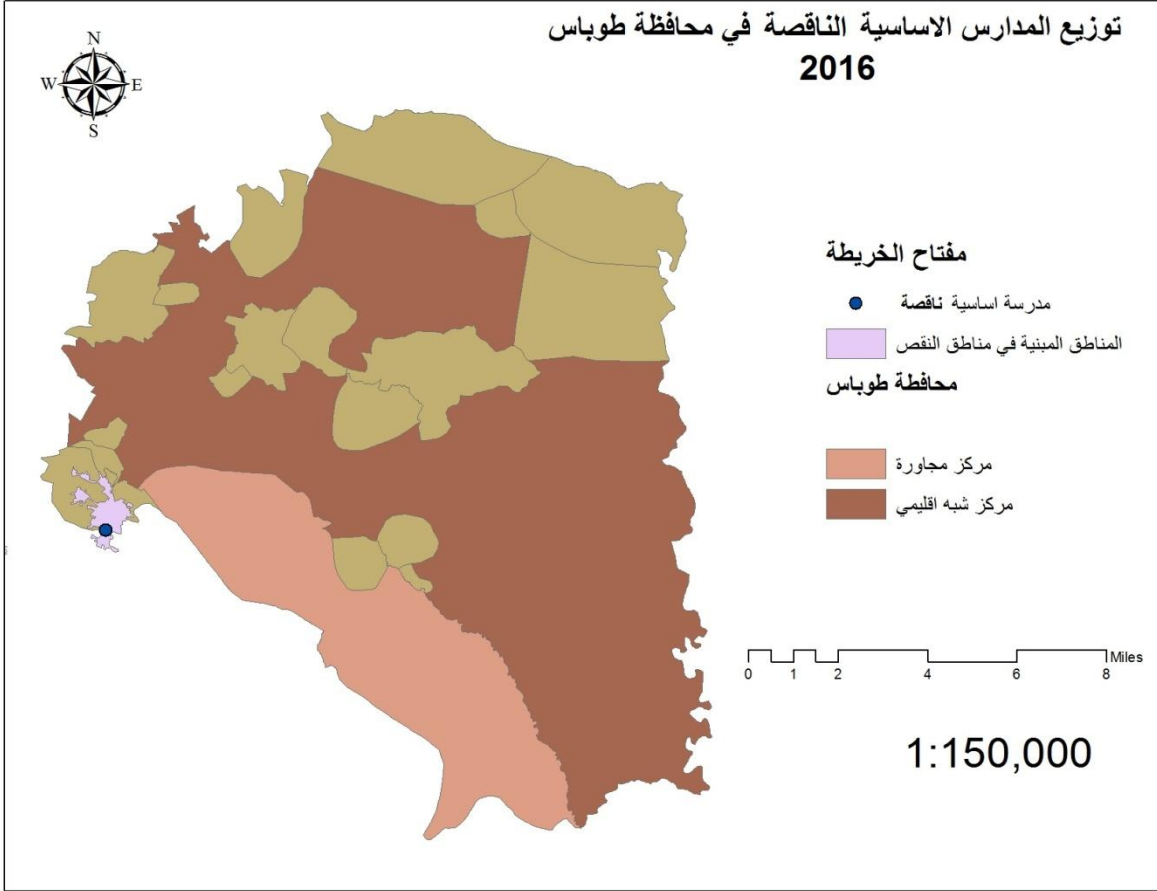 توزيع المدارس الاساسية الناقصة في محافظة طوباس
2016
N
W E
S
مفتاح الخريطة
مدرسة اساسية ناقصة
المناطق المبنية في مناطق النقص
محافطة طوباس
مركز مجاورة
مركز شبه اقليمي
Miles
0 1 2 4 6 8
1:150,000